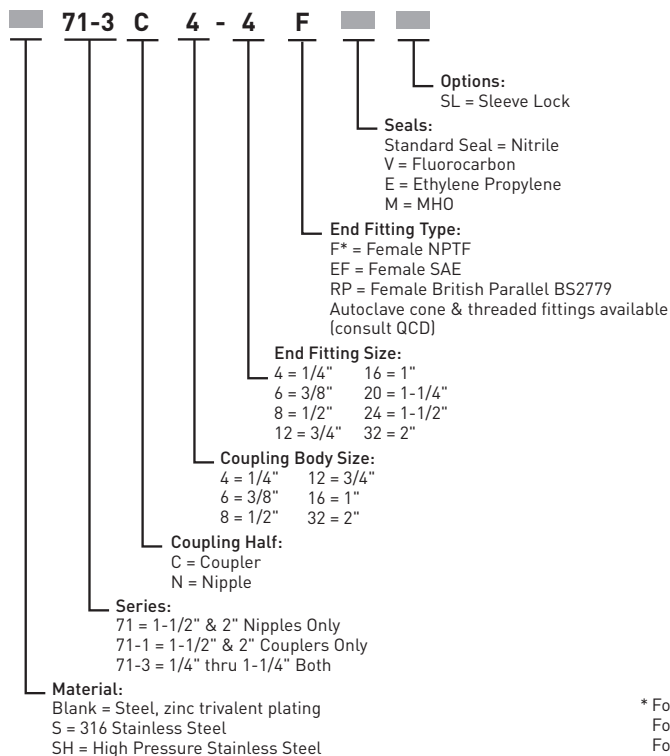 71-3 C 4 - 4 F
Options:
SL = Sleeve Lock
Seals:
Standard Seal = Nitrile
V = Fluorocarbon
E = Ethylene Propylene
M = MHO
End Fitting Type:
F* = Female NPTF
EF = Female SAE
RP = Female British Parallel BS2779
Autoclave cone & threaded fittings available
(consult QCD)
End Fitting Size:
4 = 1/4" 16 = 1"
6 = 3/8" 20 = 1-1/4"
8 = 1/2" 24 = 1-1/2"
12 = 3/4" 32 = 2"
Coupling Body Size:
4 = 1/4" 12 = 3/4"
6 = 3/8" 16 = 1"
8 = 1/2" 32 = 2"
Coupling Half:
C = Coupler
N = Nipple
Series:
71 = 1-1/2" & 2" Nipples Only
71-1 = 1-1/2" & 2" Couplers Only
71-3 = 1/4" thru 1-1/4" Both
Material:
Blank = Steel, zinc trivalent plating
S = 316 Stainless Steel
SH = High Pressure Stainless Steel
* Fo
Fo
Fo